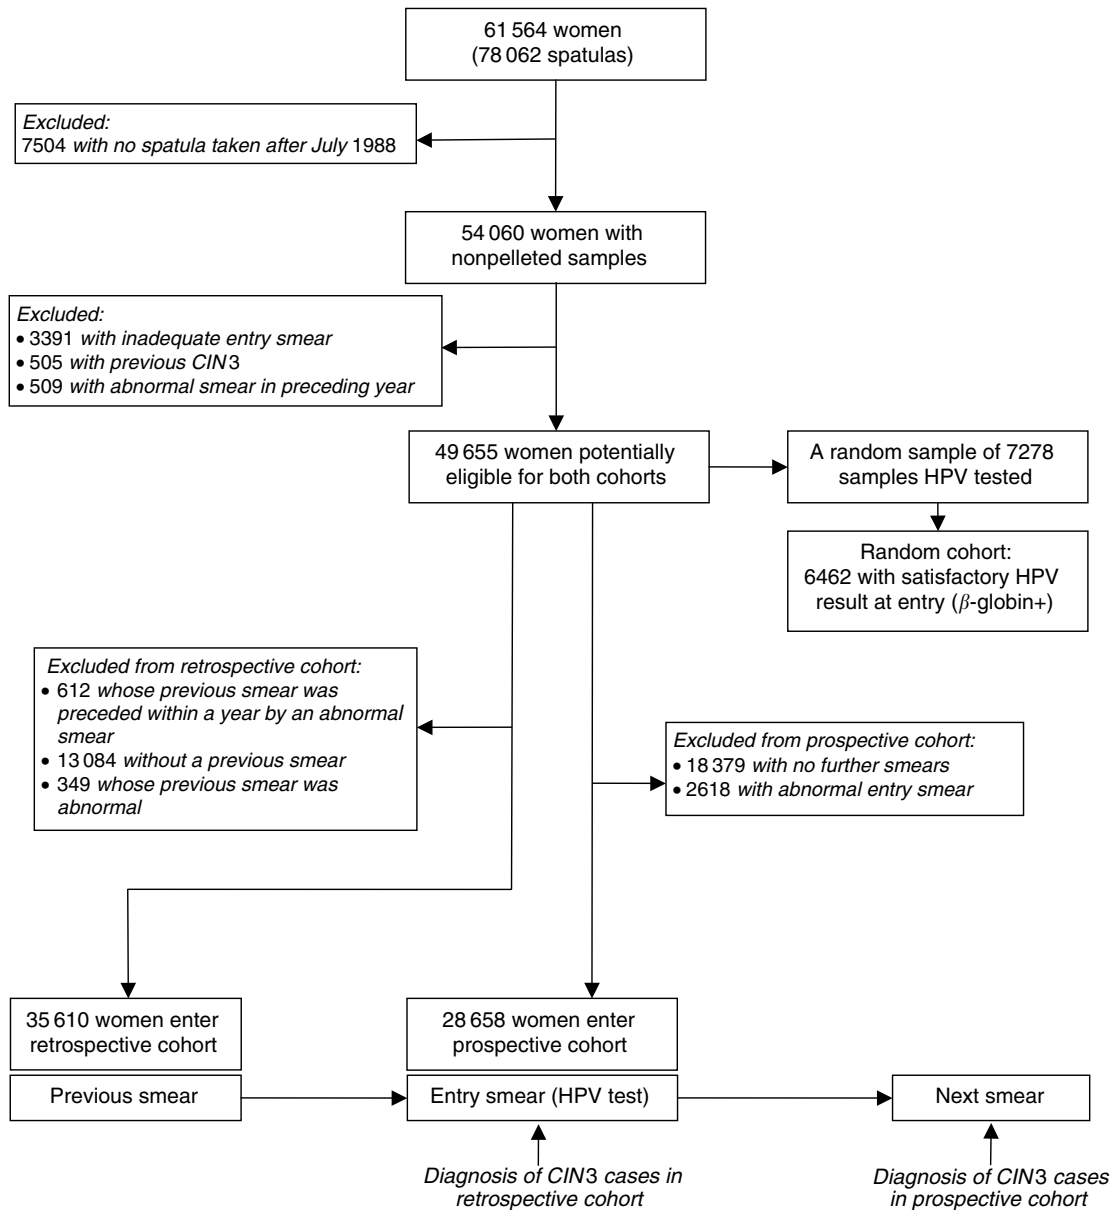 61 564 women
(78 062 spatulas)
Excluded:
7504 with no spatula taken after July 1988
54 060 women with
nonpelleted samples
Excluded:
• 3391 with inadequate entry smear
• 505 with previous CIN3
• 509 with abnormal smear in preceding year
49 655 women potentially
eligible for both cohorts
A random sample of 7278
samples HPV tested
Random cohort:
6462 with satisfactory HPV
result at entry (β-globin+)
Excluded from retrospective cohort:
• 612 whose previous smear was
preceded within a year by an abnormal
smear
• 13 084 without a previous smear
• 349 whose previous smear was
abnormal
Excluded from prospective cohort:
• 18 379 with no further smears
• 2618 with abnormal entry smear
35 610 women enter
retrospective cohort
28 658 women enter
prospective cohort
Previous smear
Entry smear (HPV test)
Next smear
Diagnosis of CIN3 cases in
retrospective cohort
Diagnosis of CIN3 cases
in prospective cohort